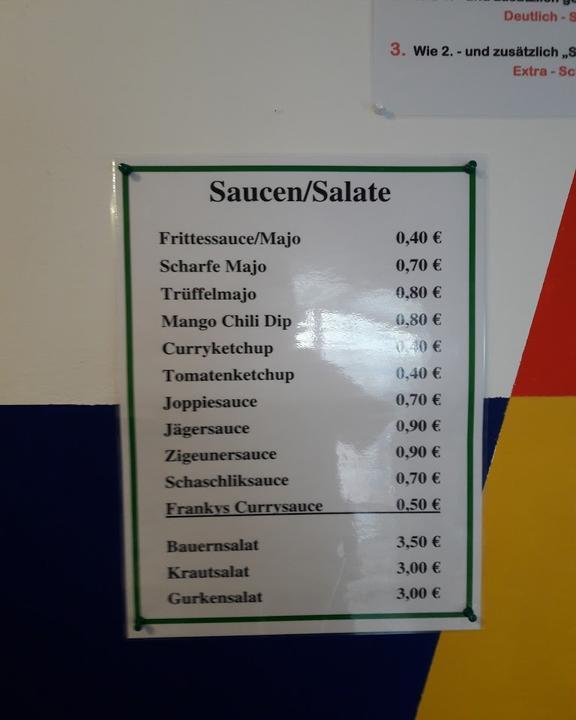 Deutlich - S
3. Wie 2. - und zusätzlich „S
Extra - Sc
Saucen/Salate
Frittessauce/Majo 0,40 €
Scharfe Majo 0,70 €
Trüffelmajo 0,80 €
Mango Chili Dip 0,80 €
Curryketchup 0,40 €
Tomatenketchup 0,40 €
Joppiesauce 0,70 €
Jägersauce 0,90 €
Zigeunersauce 0,90 €
Schaschliksauce 0,70 €
Frankys Currysauce 0,50 €
Bauernsalat 3,50 €
Krautsalat 3,00 €
Gurkensalat 3,00 €